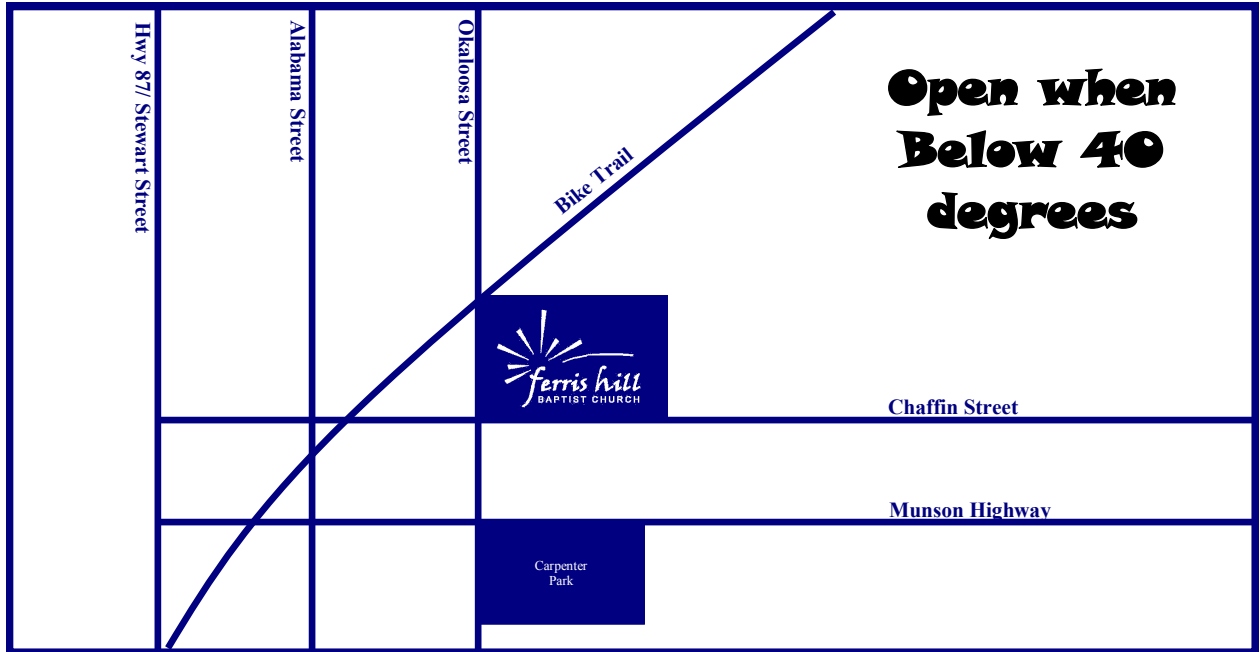 Hwy 87/ Stewart Street
Alabama Street
Okaloosa Street
Bike Trail
Open when
Below 40
degrees
ferris hill
BAPTIST CHURCH
Chaffin Street
Munson Highway
Carpenter
Park